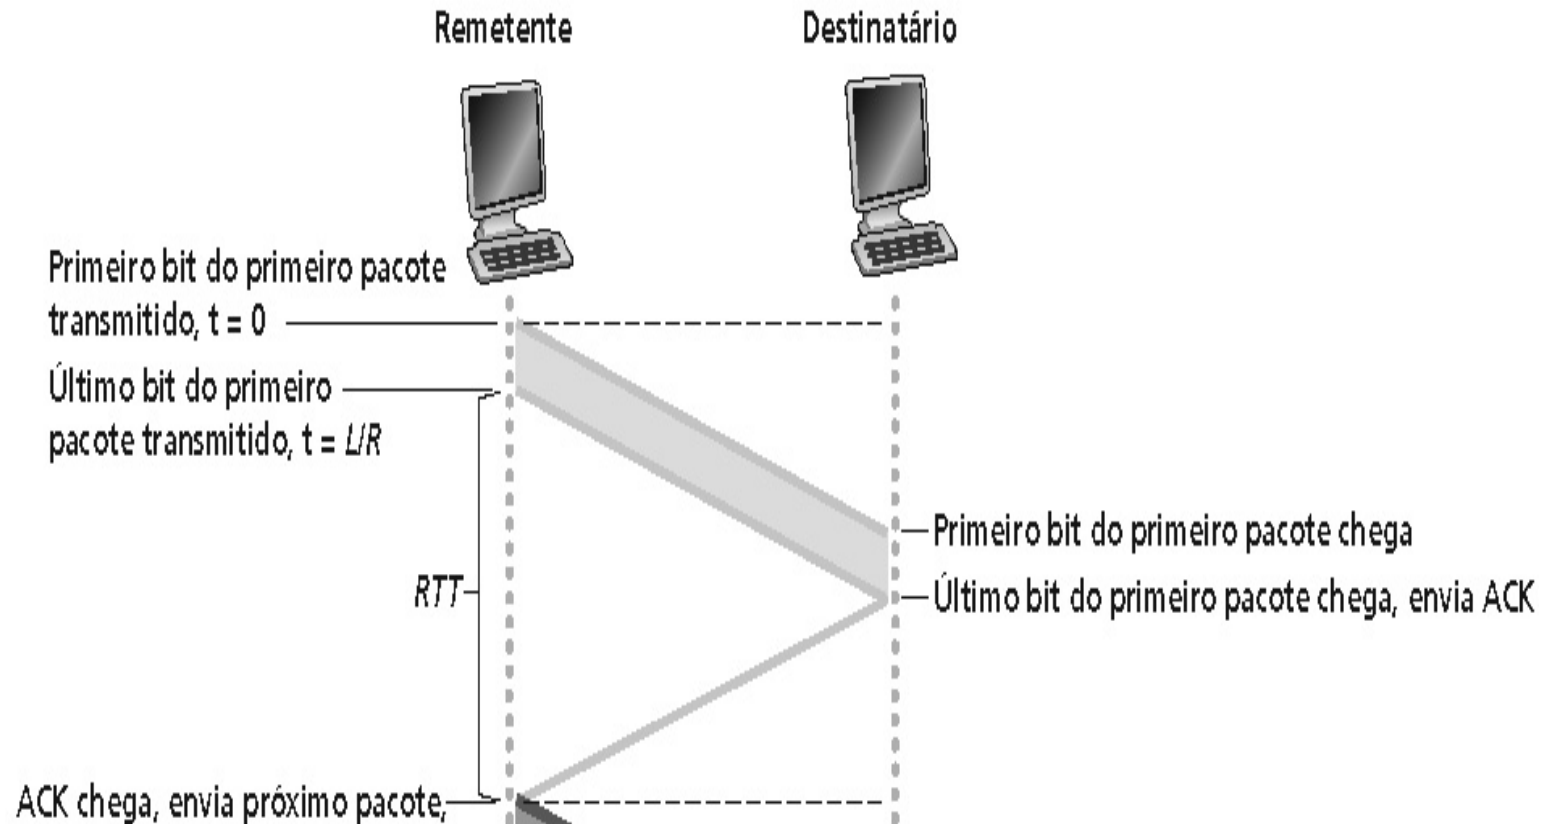 Remetente
Destinatário
Primeiro bit do primeiro pacote
transmitido, t = 0
Último bit do primeiro
pacote transmitido, t = L/R
Primeiro bit do primeiro pacote chega
RTT
Último bit do primeiro pacote chega, envia ACK
ACK chega, envia próximo pacote,